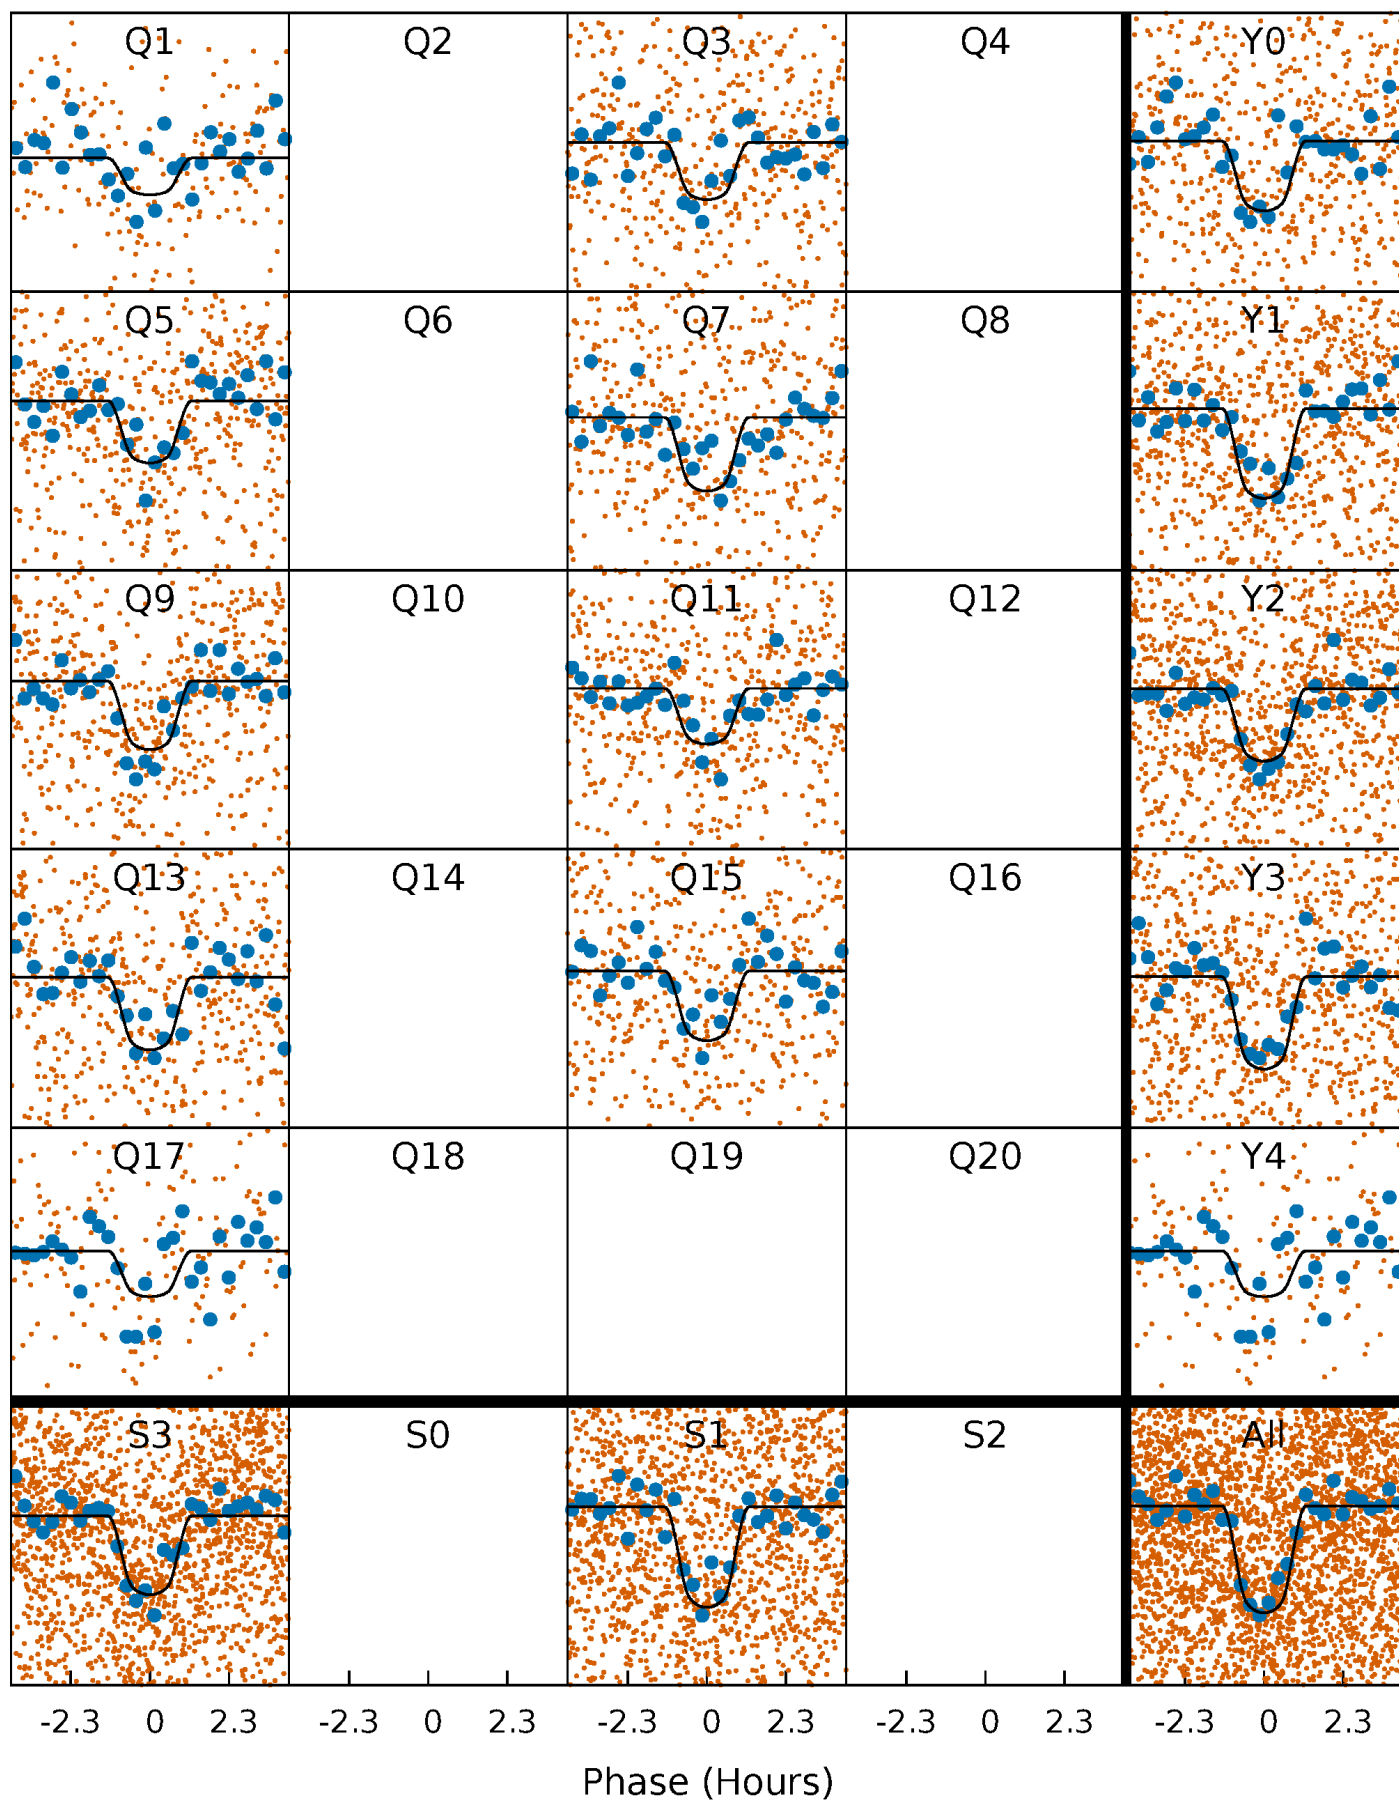 Q1 Q2 Q3 Q4 Y0
Q5 Q6 Q7 Q8 Y1
Q9 Q10 Q11 Q12 Y2
Q13 Q14 Q15 Q16 Y3
Q17 Q18 Q19 Q20 Y4
S3 S0 S1 S2 All
-2.3 0 2.3 -2.3 0 2.3 -2.3 0 2.3 -2.3 0 2.3 -2.3 0 2.3
Phase (Hours)